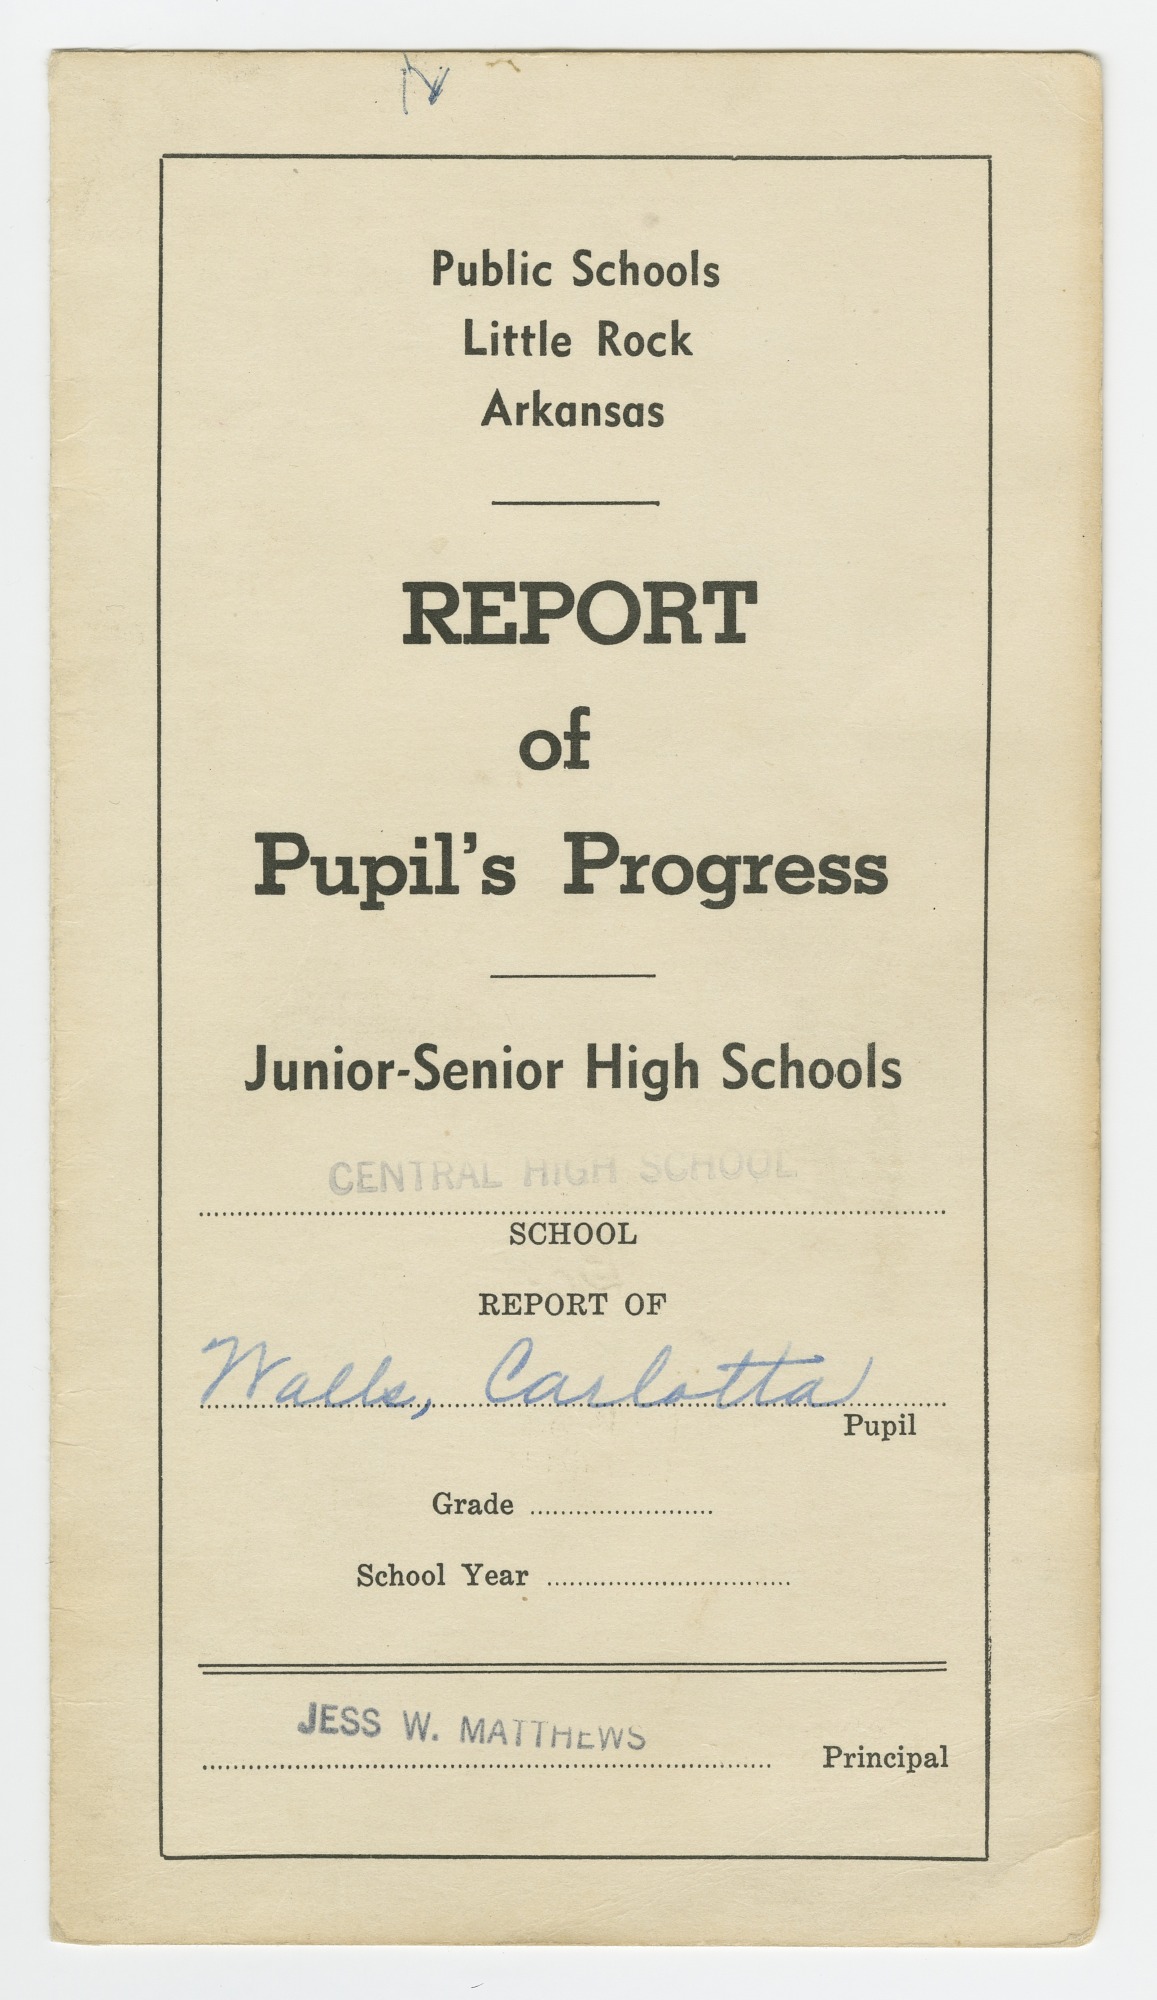 Public Schools
Little Rock
Arkansas
REPORT
of
Pupil's Progress
Junior-Senior High Schools
CENTRAL HIGH SCHOOL
SCHOOL
REPORT OF
Walls, Carlotta
Pupil
Grade
School Year
JESS W. MATTHEWS
Principal